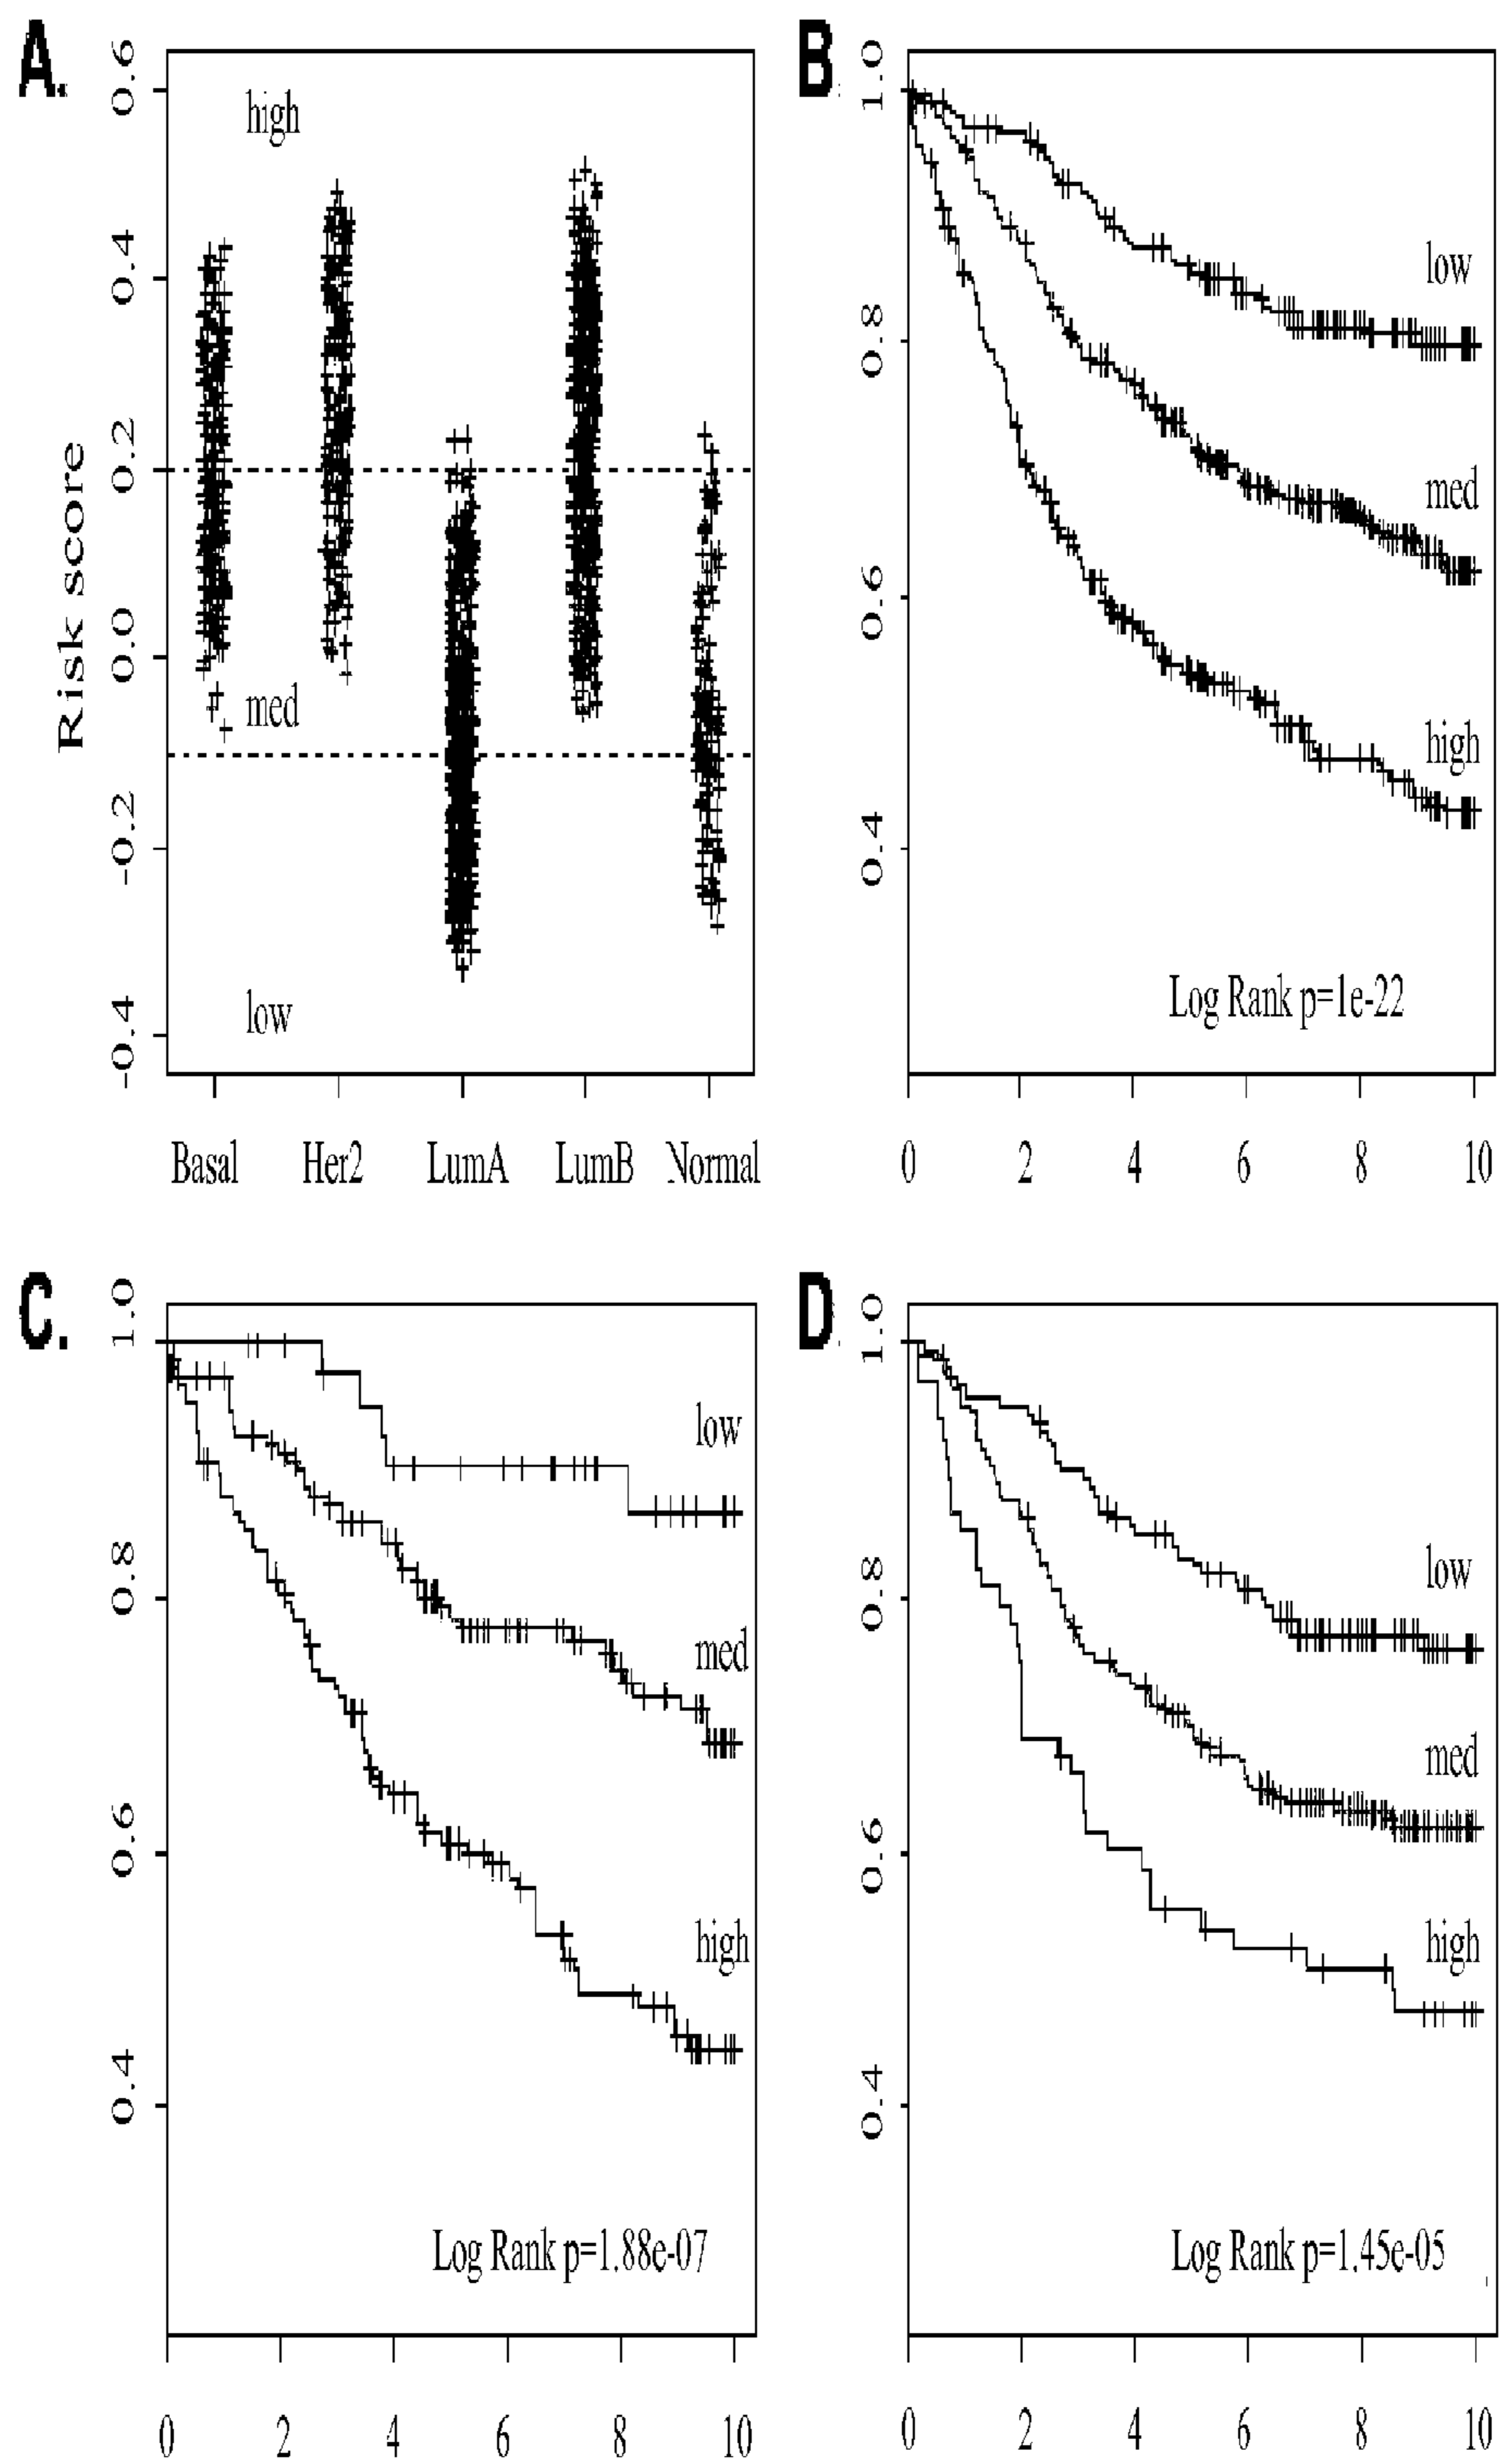 A.
0.6
0.4
0.2
0.0
-0.2
-0.4
Risk score
high
med
low
Basal Her2 LumA LumB Normal
B
1.0
0.8
0.6
0.4
low
med
high
Log Rank p=1e-22
0 2 4 6 8 10
C.
1.0
0.8
0.6
0.4
low
med
high
Log Rank p=1.88e-07
0 2 4 6 8 10
D
1.0
0.8
0.6
0.4
low
med
high
Log Rank p=1.45e-05
0 2 4 6 8 10